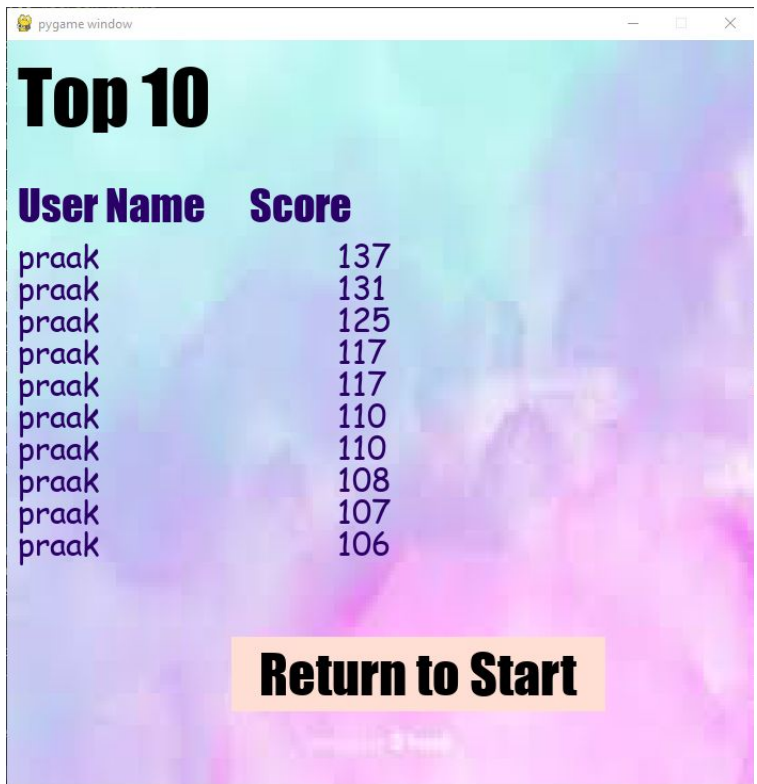 pygame window
Top 10
User Name Score
praak 137
praak 131
praak 125
praak 117
praak 117
praak 110
praak 110
praak 108
praak 107
praak 106
Return to Start